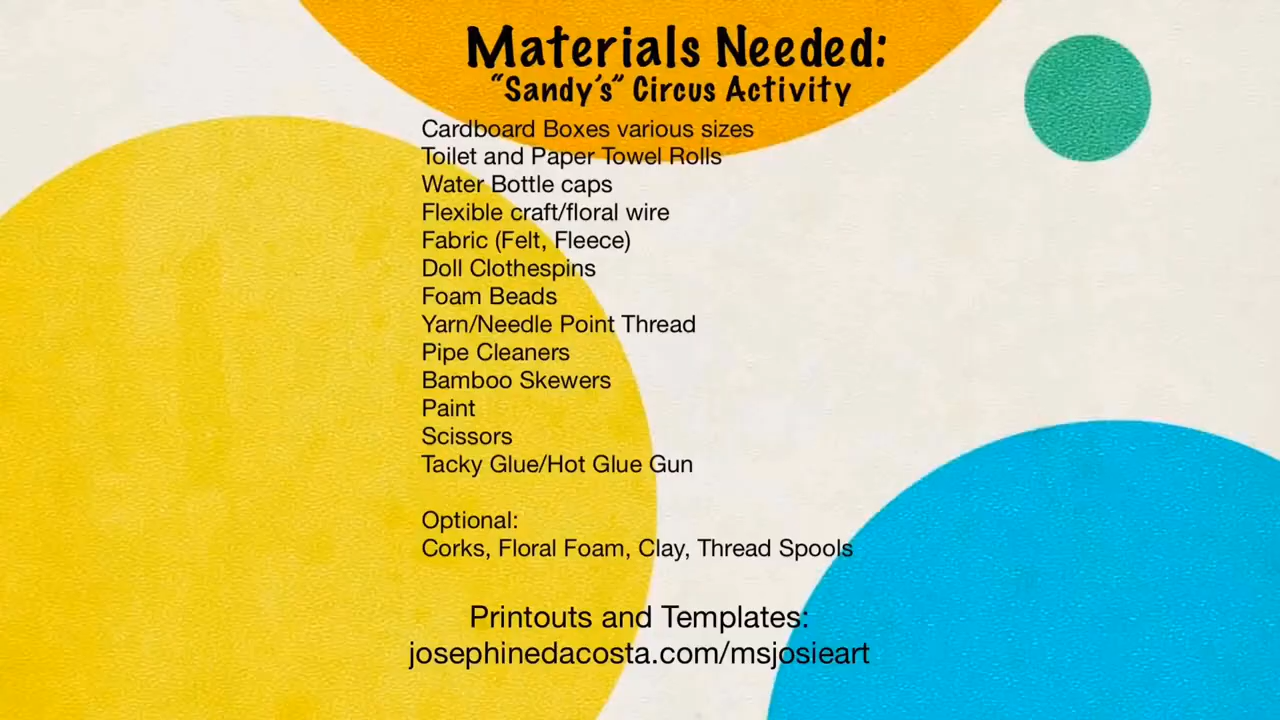 Materials Needed:
“Sandy’s” Circus Activity
Cardboard Boxes various sizes
Toilet and Paper Towel Rolls
Water Bottle caps
Flexible craft/floral wire
Fabric (Felt, Fleece)
Doll Clothespins
Foam Beads
Yarn/Needle Point Thread
Pipe Cleaners
Bamboo Skewers
Paint
Scissors
Tacky Glue/Hot Glue Gun
Optional:
Corks, Floral Foam, Clay, Thread Spools
Printouts and Templates:
josephinedacosta.com/msjosieart